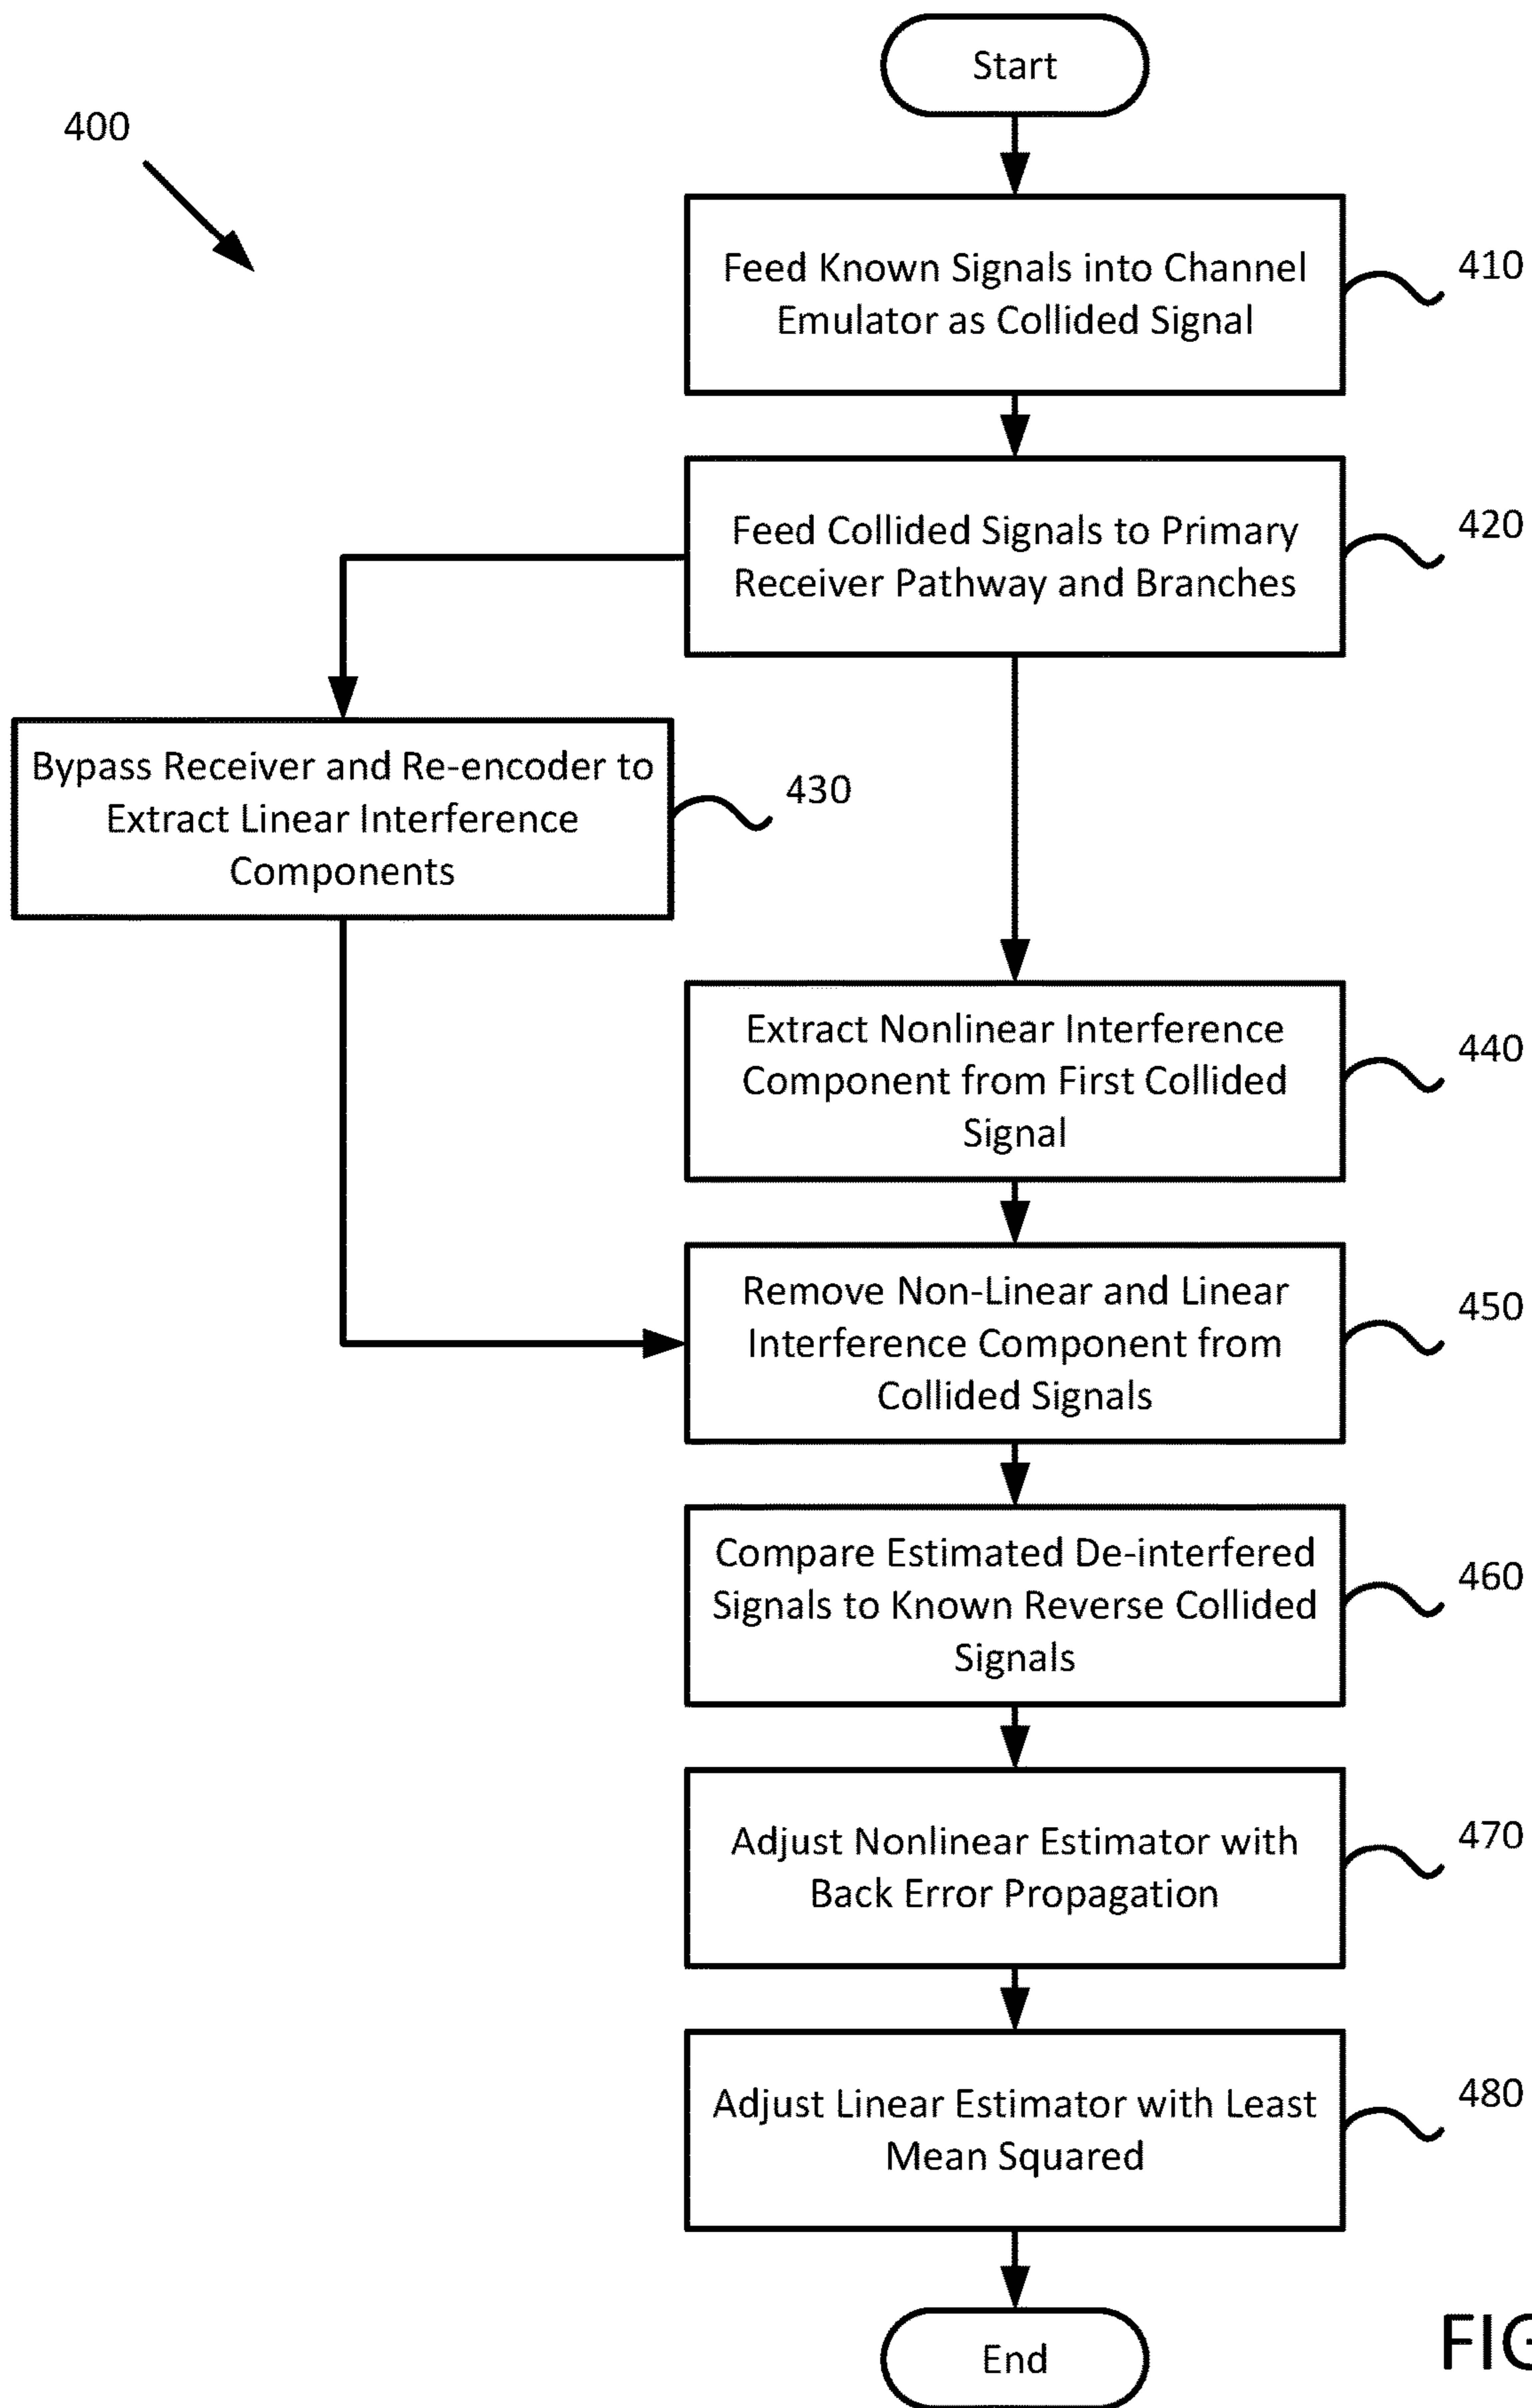 Start
400
Feed Known Signals into Channel
Emulator as Collided Signal
410
Feed Collided Signals to Primary
Receiver Pathway and Branches
420
Bypass Receiver and Re-encoder to
Extract Linear Interference
Components
430
Extract Nonlinear Interference
Component from First Collided
Signal
440
Remove Non-Linear and Linear
Interference Component from
Collided Signals
450
Compare Estimated De-interfered
Signals to Known Reverse Collided
Signals
460
Adjust Nonlinear Estimator with
Back Error Propagation
470
Adjust Linear Estimator with Least
Mean Squared
480
End